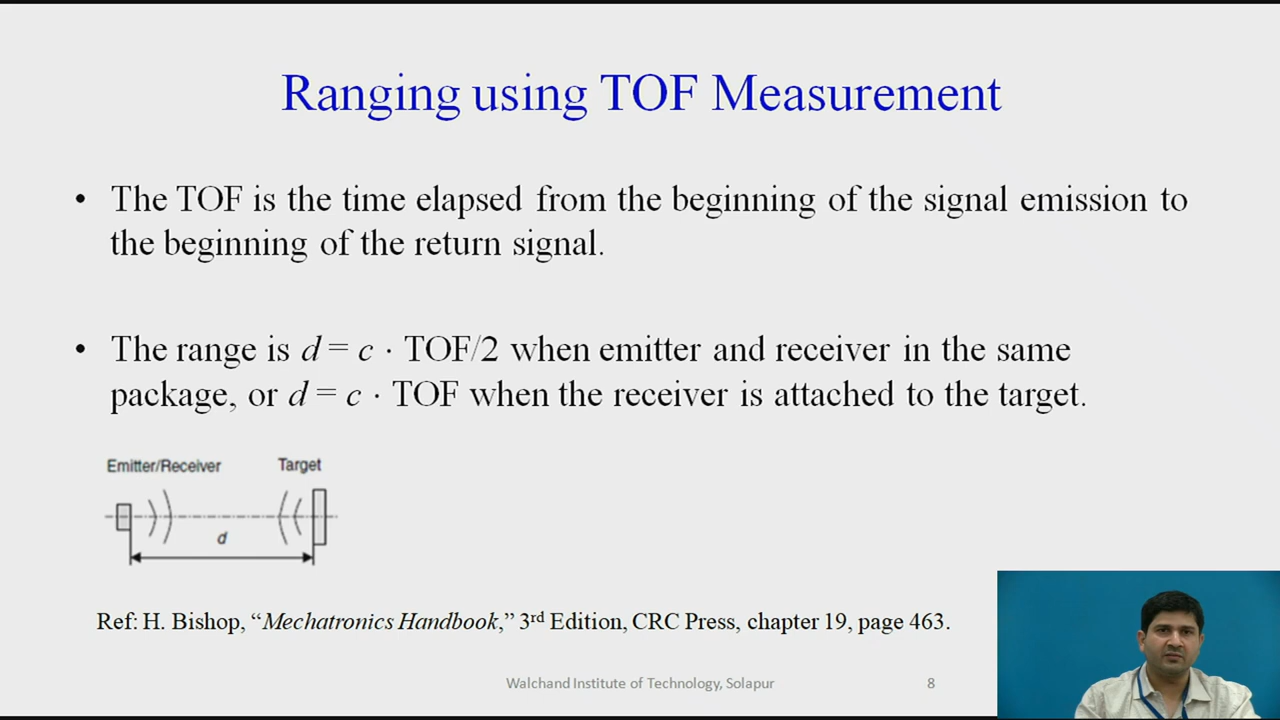 Ranging using TOF Measurement
• The TOF is the time elapsed from the beginning of the signal emission to
the beginning of the return signal.
• The range is d = c · TOF/2 when emitter and receiver in the same
package, or d = c · TOF when the receiver is attached to the target.
Emitter/Receiver Target
d
Ref: H. Bishop, “Mechatronics Handbook,” 3rd Edition, CRC Press, chapter 19, page 463.
Walchand Institute of Technology, Solapur 8